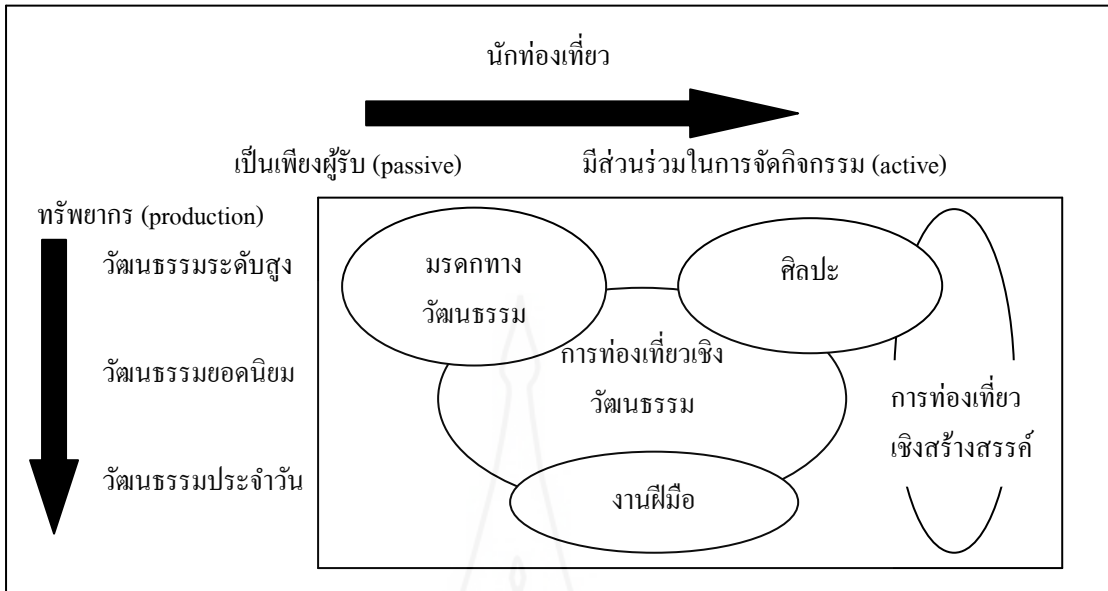 นักท่องเที่ยว
เป็นเพียงผู้รับ (passive) มีส่วนร่วมในการจัดกิจกรรม (active)
ทรัพยากร (production)
วัฒนธรรมระดับสูง
มรดกทาง
วัฒนธรรม
ศิลปะ
วัฒนธรรมยอดนิยม
การท่องเที่ยวเชิง
วัฒนธรรม
การท่องเที่ยว
เชิงสร้างสรรค์
วัฒนธรรมประจำวัน
งานฝีมือ